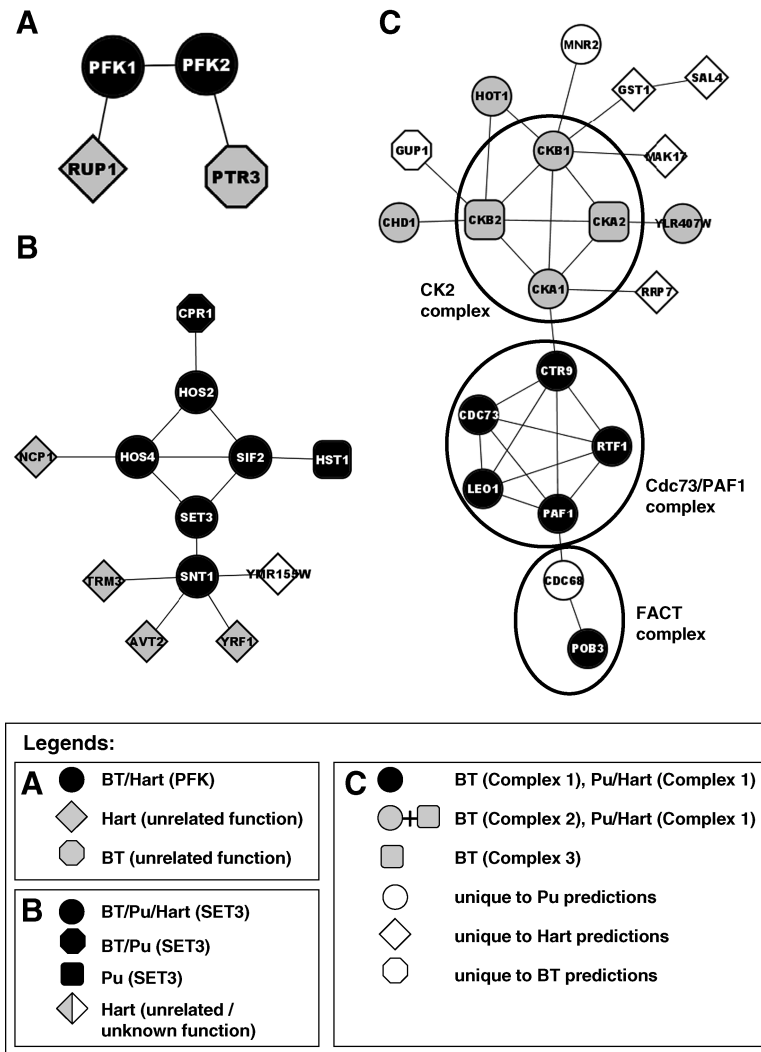 A
PFK1
PFK2
RUP1
PTR3
B
CPR1
HOS2
NCP1
HOS4
SIF2
HST1
SET3
TRM3
SNT1
YMR155W
AVT2
YRF1
C
MNR2
HOT1
GST1
SAL4
GUP1
CKB1
MAK17
CHD1
CKB2
CKA2
YLR407W
CKA1
RRP7
CK2
complex
CTR9
CDC73
RTF1
LEO1
PAF1
Cdc73/PAF1
complex
CDC68
POB3
FACT
complex
Legends:
A
BT/Hart (PFK)
Hart (unrelated function)
BT (unrelated function)
B
BT/Pu/Hart (SET3)
BT/Pu (SET3)
Pu (SET3)
Hart (unrelated /
unknown function)
C
BT (Complex 1), Pu/Hart (Complex 1)
+ BT (Complex 2), Pu/Hart (Complex 1)
BT (Complex 3)
unique to Pu predictions
unique to Hart predictions
unique to BT predictions